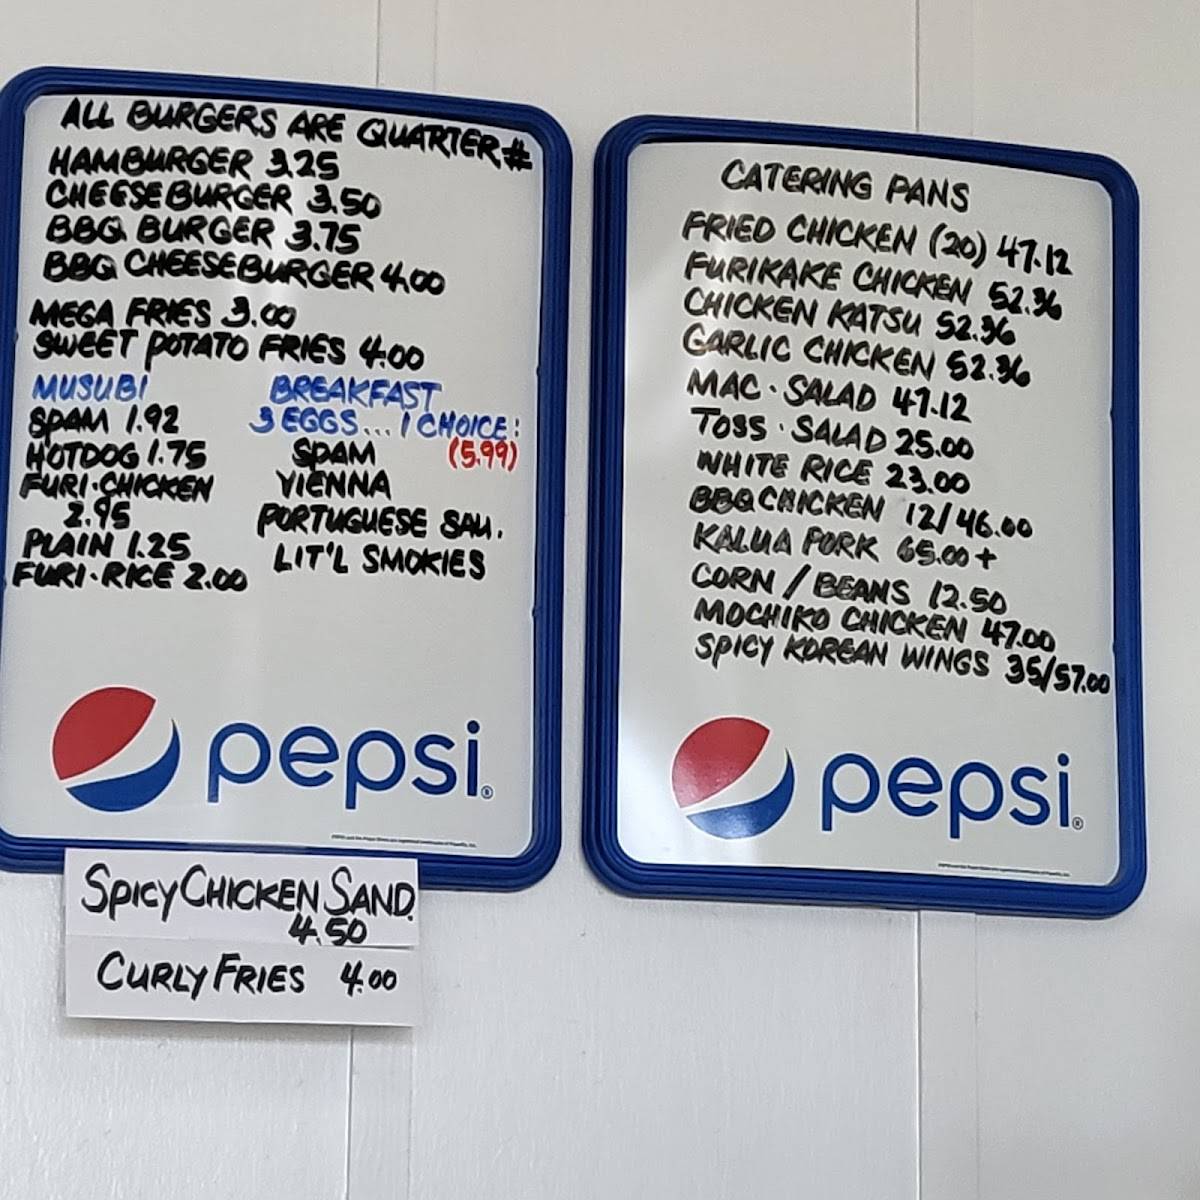 ALL BURGERS ARE QUARTER #
HAMBURGER 3.25
CHEESEBURGER 3.50
BBQ BURGER 3.75
BBQ CHEESEBURGER 4.00
MEGA FRIES 3.00
SWEET POTATO FRIES 4.00
MUSUBI
SPAM 1.92
HOTDOG 1.75
FURI-CHICKEN
2.95
PLAIN 1.25
FURI-RICE 2.00
BREAKFAST
3 EGGS... 1 CHOICE:
(5.99)
SPAM
VIENNA
PORTUGUESE SAU.
LIT'L SMOKIES
pepsi®
SPICY CHICKEN SAND.
4.50
CURLY FRIES 4.00
CATERING PANS
FRIED CHICKEN (20) 47.12
FURIKAKE CHICKEN 52.36
CHICKEN KATSU 52.36
GARLIC CHICKEN 52.36
MAC · SALAD 47.12
TOSS · SALAD 25.00
WHITE RICE 23.00
BBQ CHICKEN 12/46.00
KALUA PORK 65.00+
CORN / BEANS 12.50
MOCHIKO CHICKEN 47.00
SPICY KOREAN WINGS 35/57.00
pepsi®